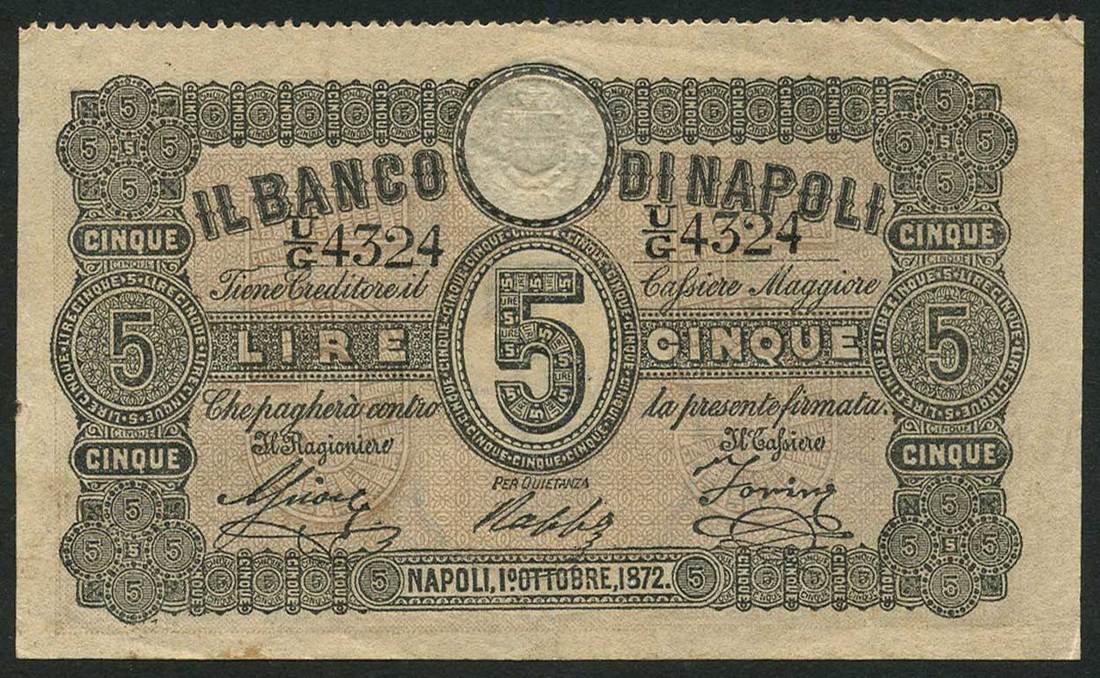 IL BANCO DI NAPOLI
U/G 4324 U/G 4324
Tiene Creditore il Cassiere Maggiore
CINQUE CINQUE
5 LIRE 5 CINQUE 5
Che pagherà contro la presente firmata.
Il Ragioniere Il Cassiere
CINQUE CINQUE
PER QUIETANZA
5 NAPOLI, 1º OTTOBRE, 1872. 5